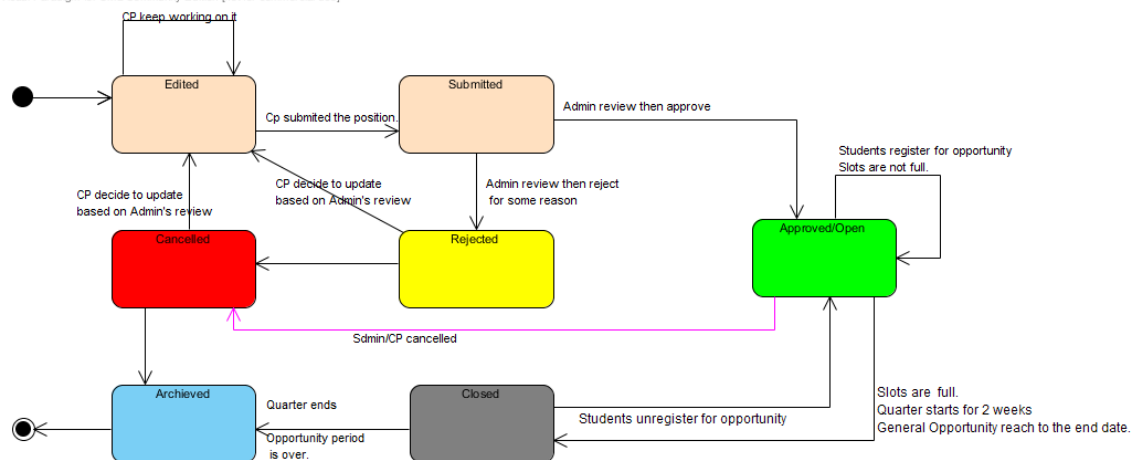 CP keep working on it
Edited
Submitted
Cp submited the position.
Admin review then approve
Students register for opportunity
Slots are not full.
CP decide to update
based on Admin's review
CP decide to update
based on Admin's review
Admin review then reject
for some reason
Cancelled
Rejected
Approved/Open
Sdmin/CP cancelled
Archieved
Closed
Quarter ends
Opportunity period
is over.
Students unregister for opportunity
Slots are full.
Quarter starts for 2 weeks
General Opportunity reach to the end date.